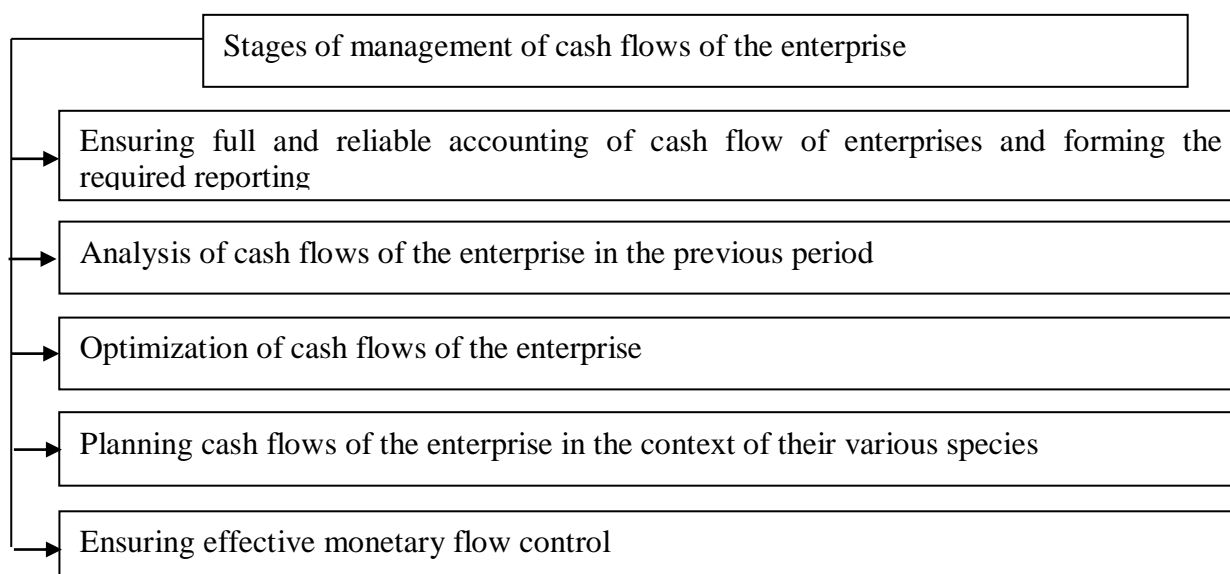 Stages of management of cash flows of the enterprise
Ensuring full and reliable accounting of cash flow of enterprises and forming the
required reporting
Analysis of cash flows of the enterprise in the previous period
Optimization of cash flows of the enterprise
Planning cash flows of the enterprise in the context of their various species
Ensuring effective monetary flow control